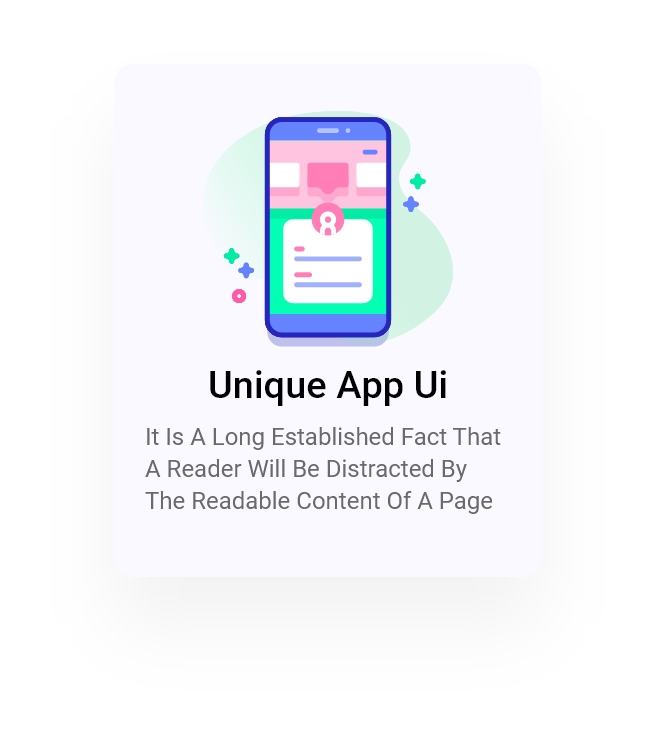 Unique App Ui
It Is A Long Established Fact That
A Reader Will Be Distracted By
The Readable Content Of A Page